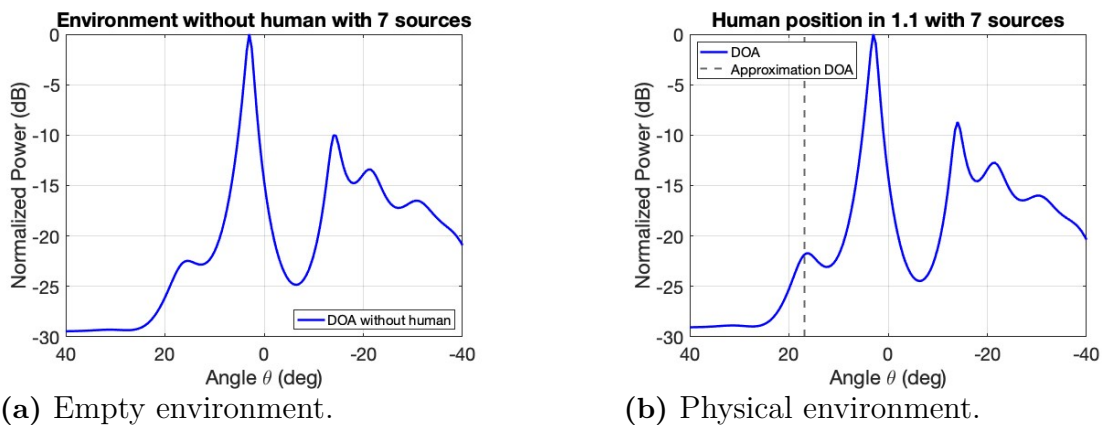 Environment without human with 7 sources
0
-5
-10
-15
-20
-25
-30
Normalized Power (dB)
DOA without human
40 20 0 -20 -40
Angle θ (deg)
(a) Empty environment.
Human position in 1.1 with 7 sources
DOA
Approximation DOA
0
-5
-10
-15
-20
-25
-30
Normalized Power (dB)
40 20 0 -20 -40
Angle θ (deg)
(b) Physical environment.